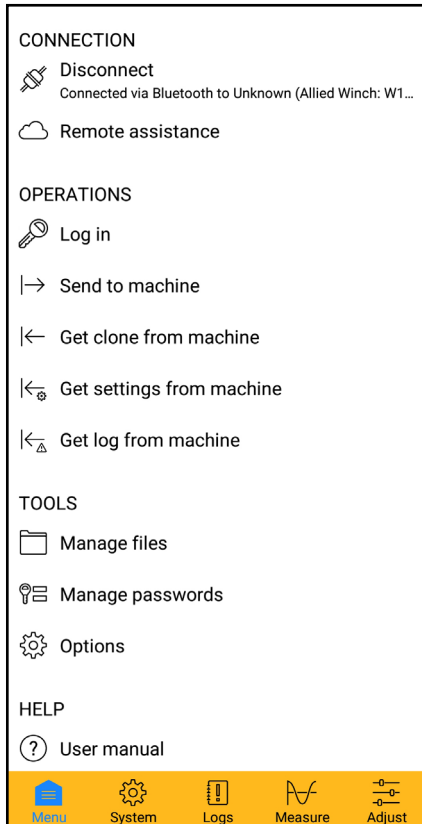 CONNECTION
Disconnect
Connected via Bluetooth to Unknown (Allied Winch: W1...
Remote assistance
OPERATIONS
Log in
Send to machine
Get clone from machine
Get settings from machine
Get log from machine
TOOLS
Manage files
Manage passwords
Options
HELP
User manual
Menu System Logs Measure Adjust